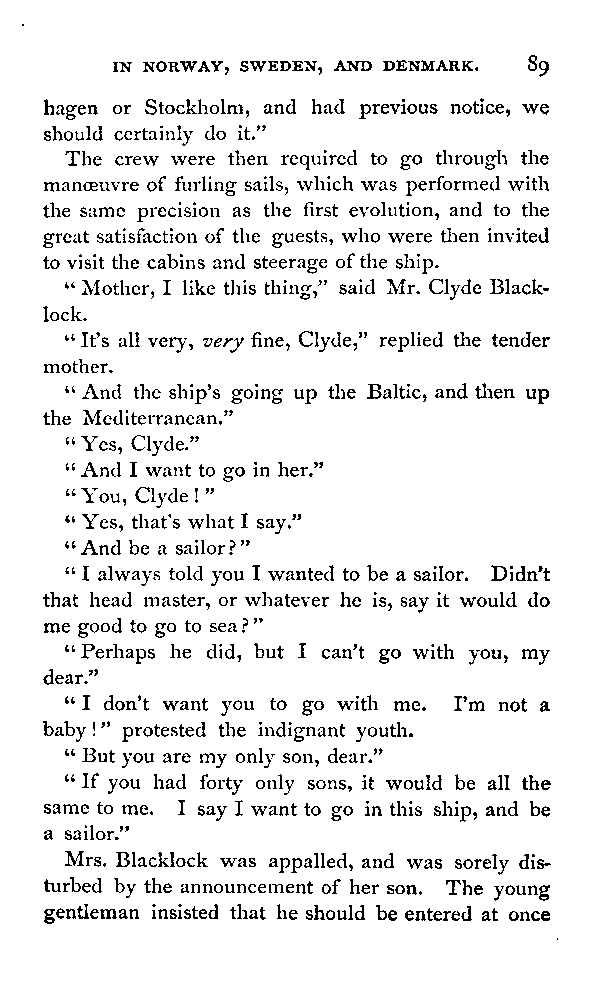 IN NORWAY, SWEDEN, AND DENMARK. 89
hagen or Stockholm, and had previous notice, we
should certainly do it.”
The crew were then required to go through the
manœuvre of furling sails, which was performed with
the same precision as the first evolution, and to the
great satisfaction of the guests, who were then invited
to visit the cabins and steerage of the ship.
“Mother, I like this thing,” said Mr. Clyde Black-
lock.
“It's all very, very fine, Clyde,” replied the tender
mother.
“And the ship's going up the Baltic, and then up
the Mediterranean.”
“Yes, Clyde.”
“And I want to go in her.”
“You, Clyde!”
“Yes, that's what I say.”
“And be a sailor?”
“I always told you I wanted to be a sailor. Didn't
that head master, or whatever he is, say it would do
me good to go to sea?”
“Perhaps he did, but I can't go with you, my
dear.”
“I don't want you to go with me. I'm not a
baby!” protested the indignant youth.
“But you are my only son, dear.”
“If you had forty only sons, it would be all the
same to me. I say I want to go in this ship, and be
a sailor.”
Mrs. Blacklock was appalled, and was sorely dis-
turbed by the announcement of her son. The young
gentleman insisted that he should be entered at once